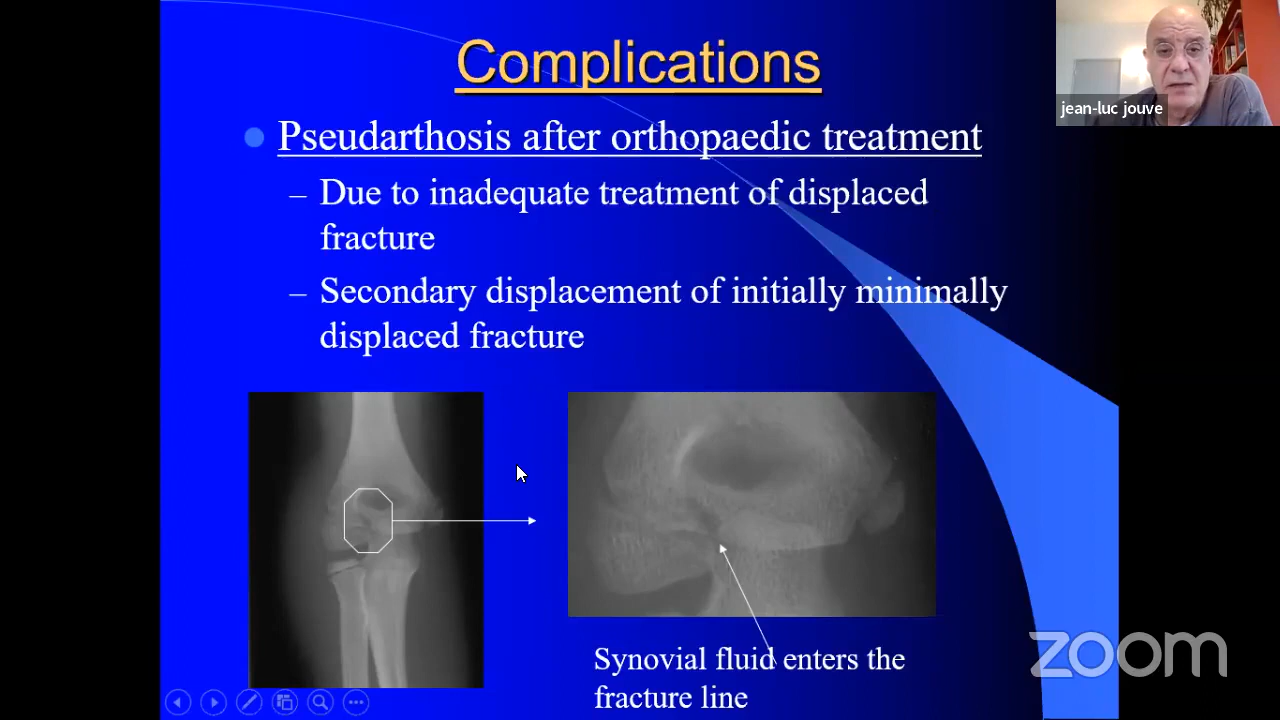 Complications
jean-luc jouve
Pseudarthosis after orthopaedic treatment
– Due to inadequate treatment of displaced
fracture
– Secondary displacement of initially minimally
displaced fracture
Synovial fluid enters the
fracture line
zoom